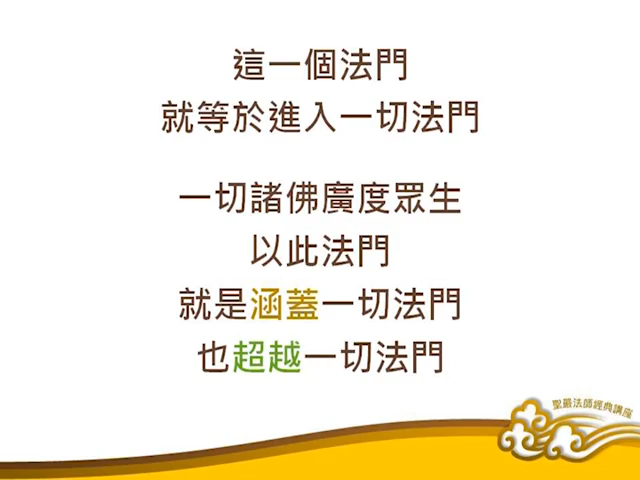 這一個法門
就等於進入一切法門
一切諸佛廣度眾生
以此法門
就是涵蓋一切法門
也超越一切法門
聖嚴法師經典講座